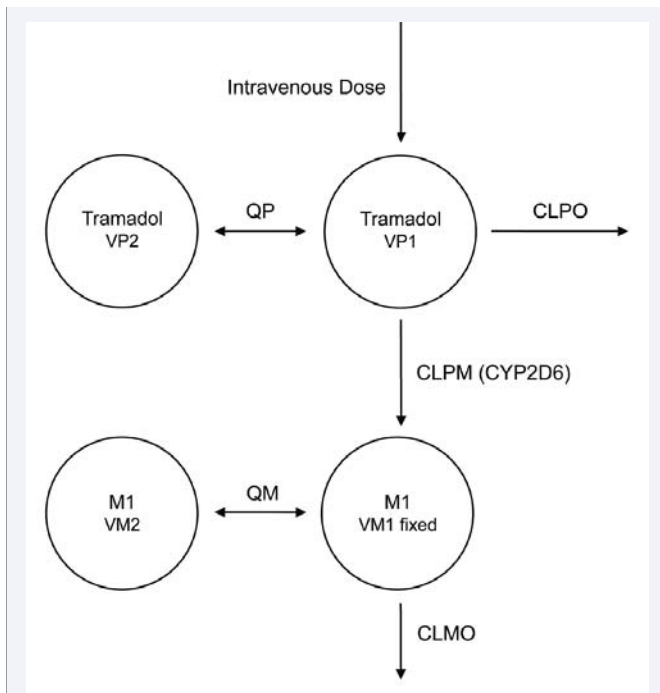 Intravenous Dose
Tramadol
VP2
QP
Tramadol
VP1
CLPO
CLPM (CYP2D6)
M1
VM2
QM
M1
VM1 fixed
CLMO